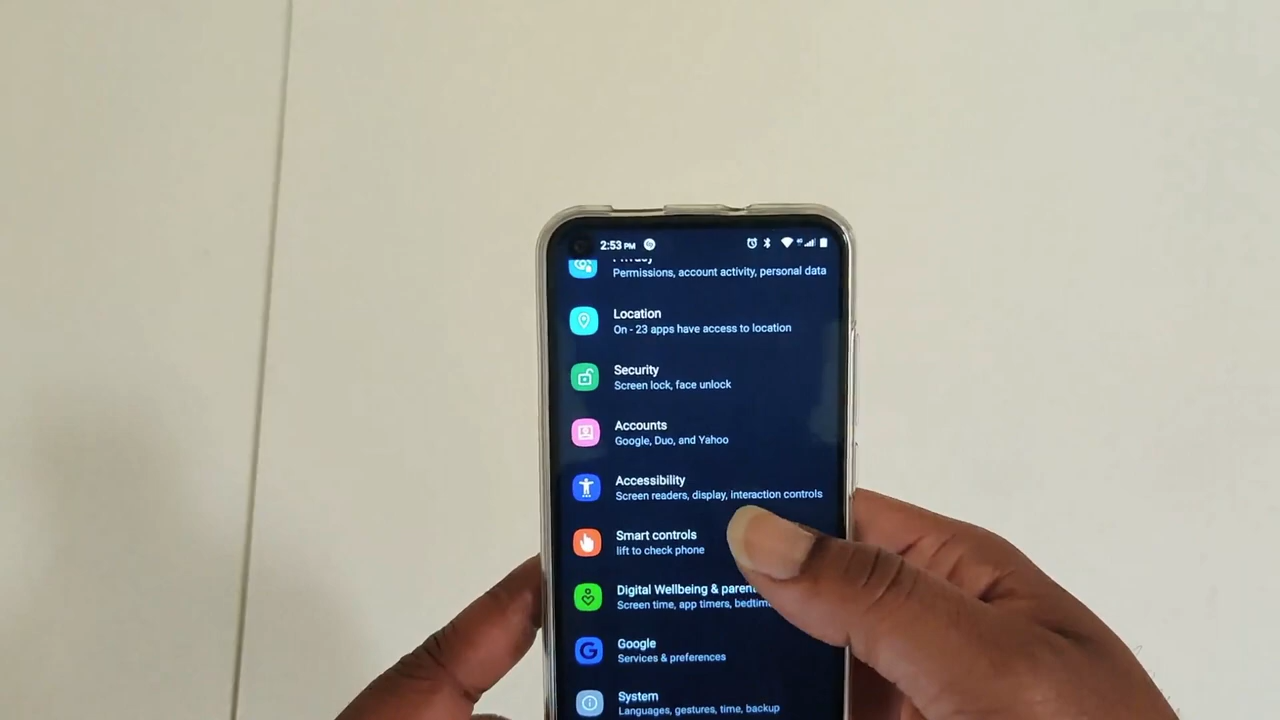 2:53 PM
Privacy
Permissions, account activity, personal data
Location
On - 23 apps have access to location
Security
Screen lock, face unlock
Accounts
Google, Duo, and Yahoo
Accessibility
Screen readers, display, interaction controls
Smart controls
lift to check phone
Digital Wellbeing &
Screen time, app timers,
Google
Services & preferences
System
Languages, gestures, time, backup